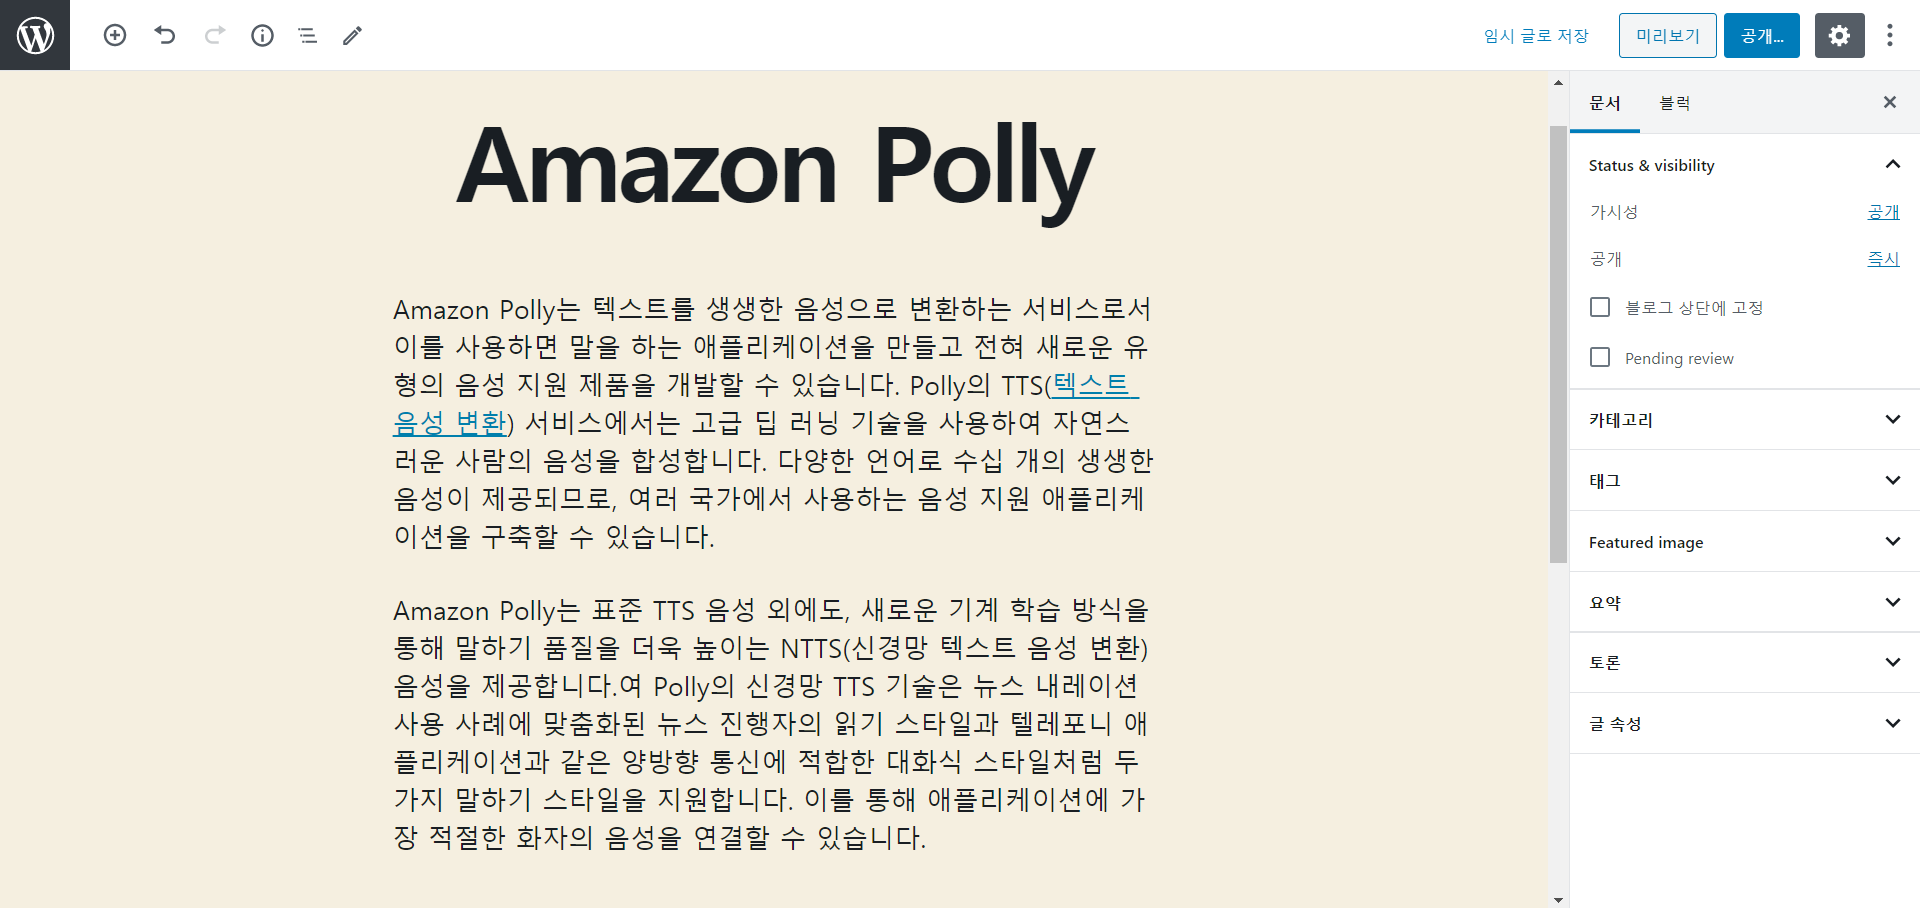 임시 글로 저장
미리보기
공개...
Amazon Polly
Amazon Polly는 텍스트를 생생한 음성으로 변환하는 서비스로서
이를 사용하면 말을 하는 애플리케이션을 만들고 전혀 새로운 유
형의 음성 지원 제품을 개발할 수 있습니다. Polly의 TTS(텍스트
음성 변환) 서비스에서는 고급 딥 러닝 기술을 사용하여 자연스
러운 사람의 음성을 합성합니다. 다양한 언어로 수십 개의 생생한
음성이 제공되므로, 여러 국가에서 사용하는 음성 지원 애플리케
이션을 구축할 수 있습니다.
Amazon Polly는 표준 TTS 음성 외에도, 새로운 기계 학습 방식을
통해 말하기 품질을 더욱 높이는 NTTS(신경망 텍스트 음성 변환)
음성을 제공합니다.여 Polly의 신경망 TTS 기술은 뉴스 내레이션
사용 사례에 맞춤화된 뉴스 진행자의 읽기 스타일과 텔레포니 애
플리케이션과 같은 양방향 통신에 적합한 대화식 스타일처럼 두
가지 말하기 스타일을 지원합니다. 이를 통해 애플리케이션에 가
장 적절한 화자의 음성을 연결할 수 있습니다.
문서
블럭
Status & visibility
가시성
공개
공개
즉시
블로그 상단에 고정
Pending review
카테고리
태그
Featured image
요약
토론
글 속성